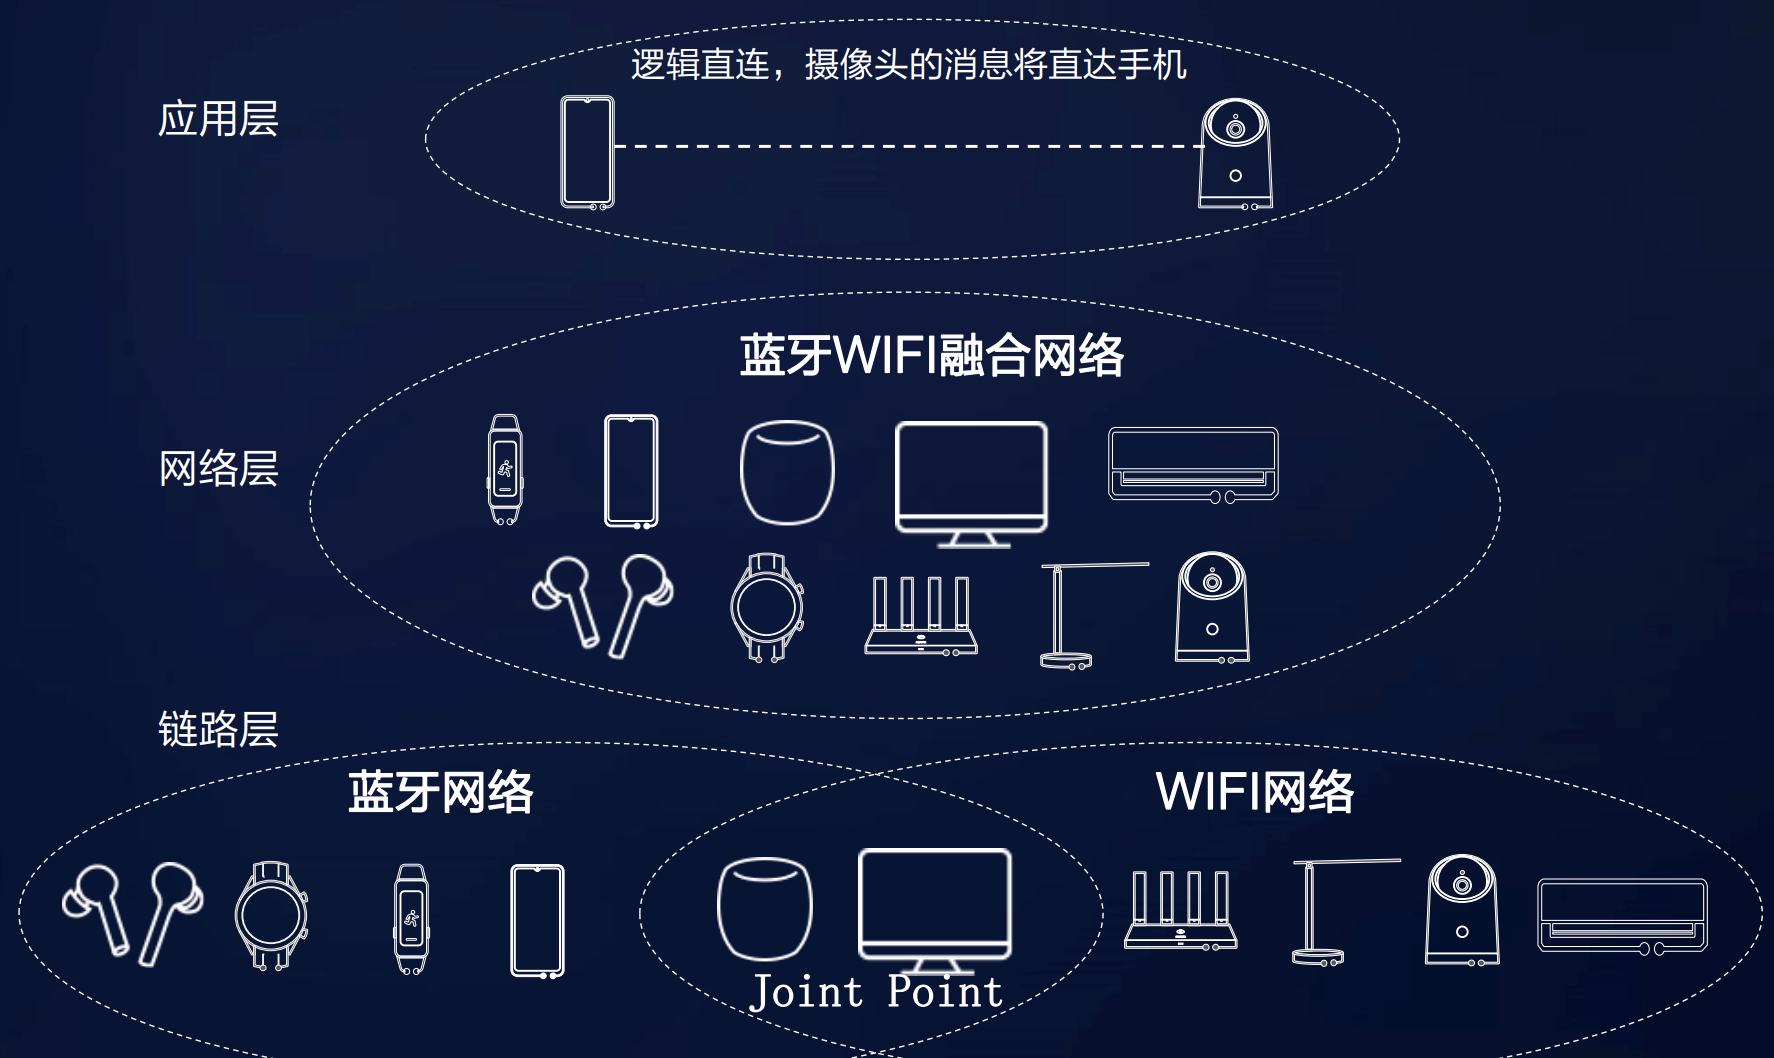 逻辑直连，摄像头的消息将直达手机
应用层
蓝牙WIFI融合网络
网络层
链路层
蓝牙网络
WIFI网络
Joint Point